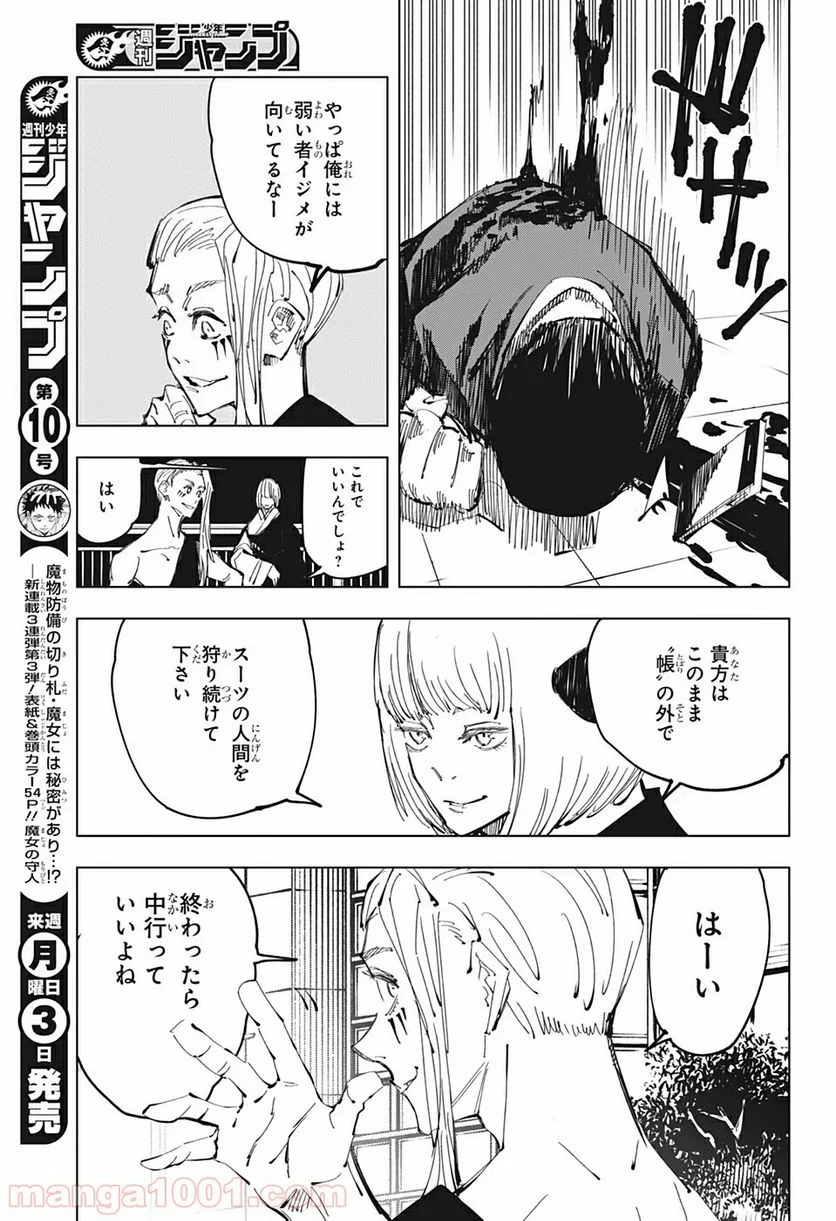 週刊少年ジャンプ
ガッ
ギギッ
やっぱ俺には
弱い者イジメが
向いてるなー
これで
いいんでしょ?
はい
貴方は
このまま
〝帳〟の外で
スーツの人間を
狩り続けて
下さい
はーい
終わったら
中行って
いいよね
週刊少年
ジャンプ
第10号
魔物防備の切り札・魔女には秘密があり…!?
―新連載3連弾第3弾!表紙&巻頭カラー54P!!魔女の守人
来週月曜日3日発売
manga1001.com